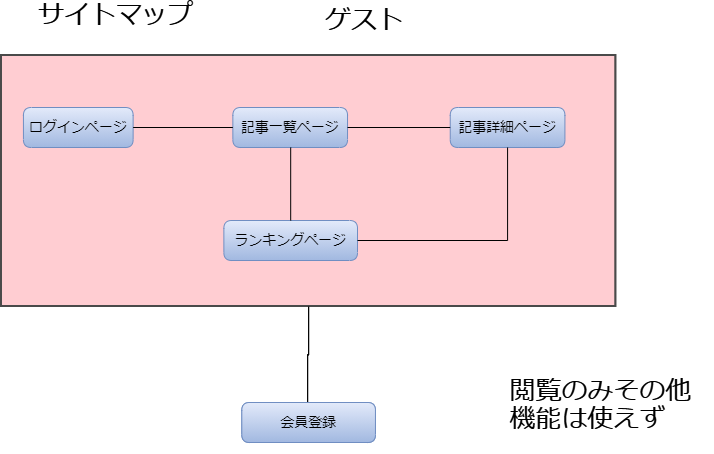 サイトマップ
ゲスト
ログインページ
記事一覧ページ
記事詳細ページ
ランキングページ
会員登録
閲覧のみその他
機能は使えず